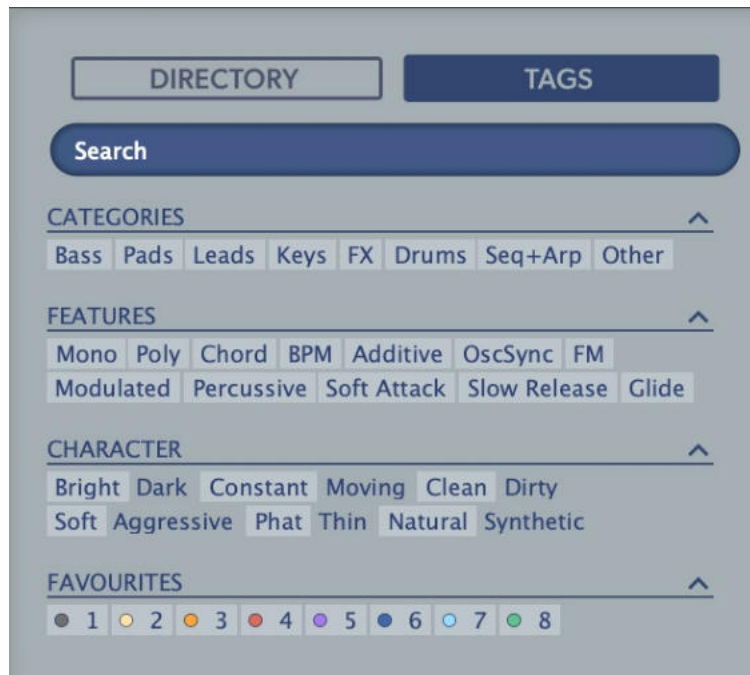 DIRECTORY TAGS
Search
CATEGORIES
Bass Pads Leads Keys FX Drums Seq+Arp Other
FEATURES
Mono Poly Chord BPM Additive OscSync FM
Modulated Percussive Soft Attack Slow Release Glide
CHARACTER
Bright Dark Constant Moving Clean Dirty
Soft Aggressive Phat Thin Natural Synthetic
FAVOURITES
1 2 3 4 5 6 7 8